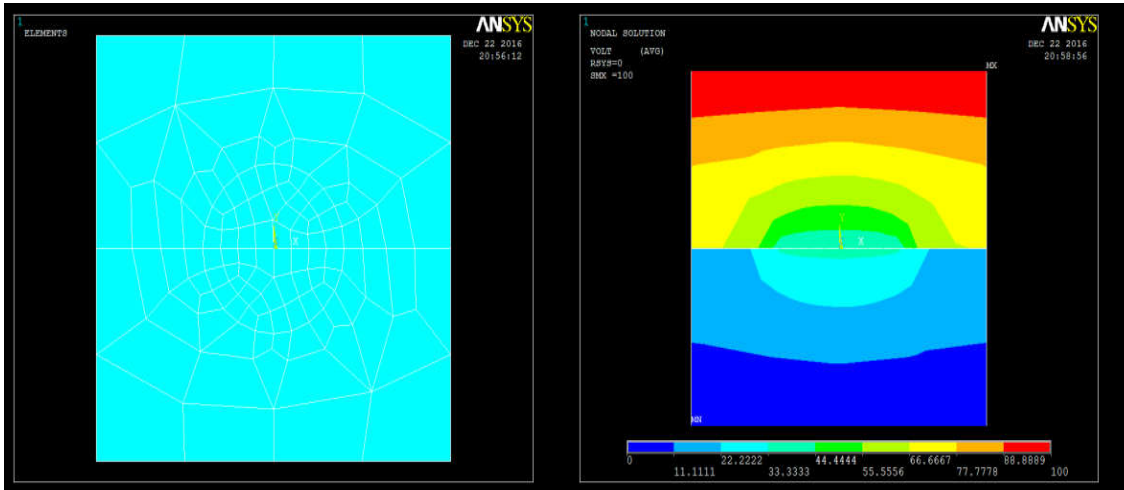 1
ANSYS
ELEMENTS
DEC 22 2016
20:56:12
Y
X
1
ANSYS
NODAL SOLUTION
DEC 22 2016
20:58:56
VOLT (AVG)
RSYS=0
SMX =100
MX
Y
X
MN
0 22.2222 44.4444 66.6667 88.8889
11.1111 33.3333 55.5556 77.7778 100